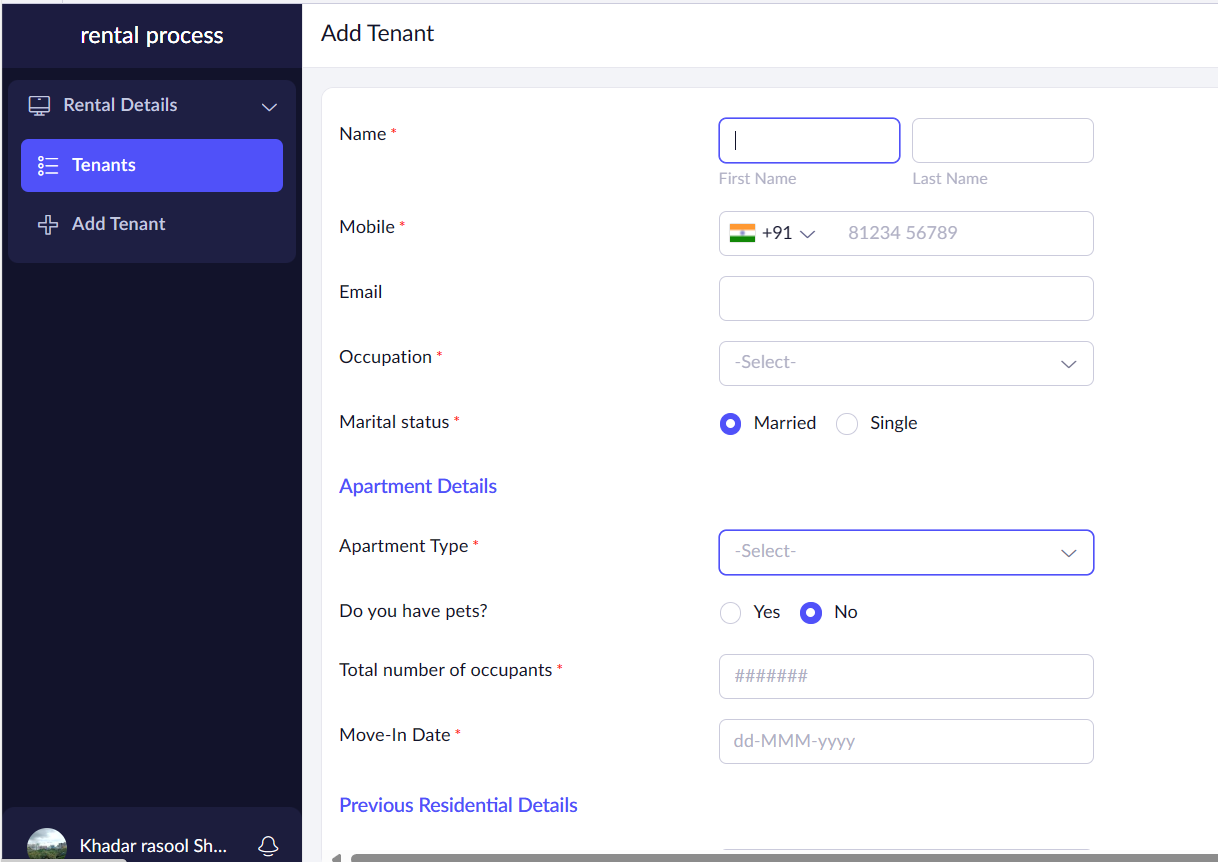 rental process
Add Tenant
Rental Details
Tenants
Add Tenant
Name *
First Name
Last Name
Mobile *
+91
81234 56789
Email
Occupation *
-Select-
Marital status *
Married
Single
Apartment Details
Apartment Type *
-Select-
Do you have pets?
Yes
No
Total number of occupants *
#######
Move-In Date *
dd-MMM-yyyy
Previous Residential Details
Khadar rasool Sh...